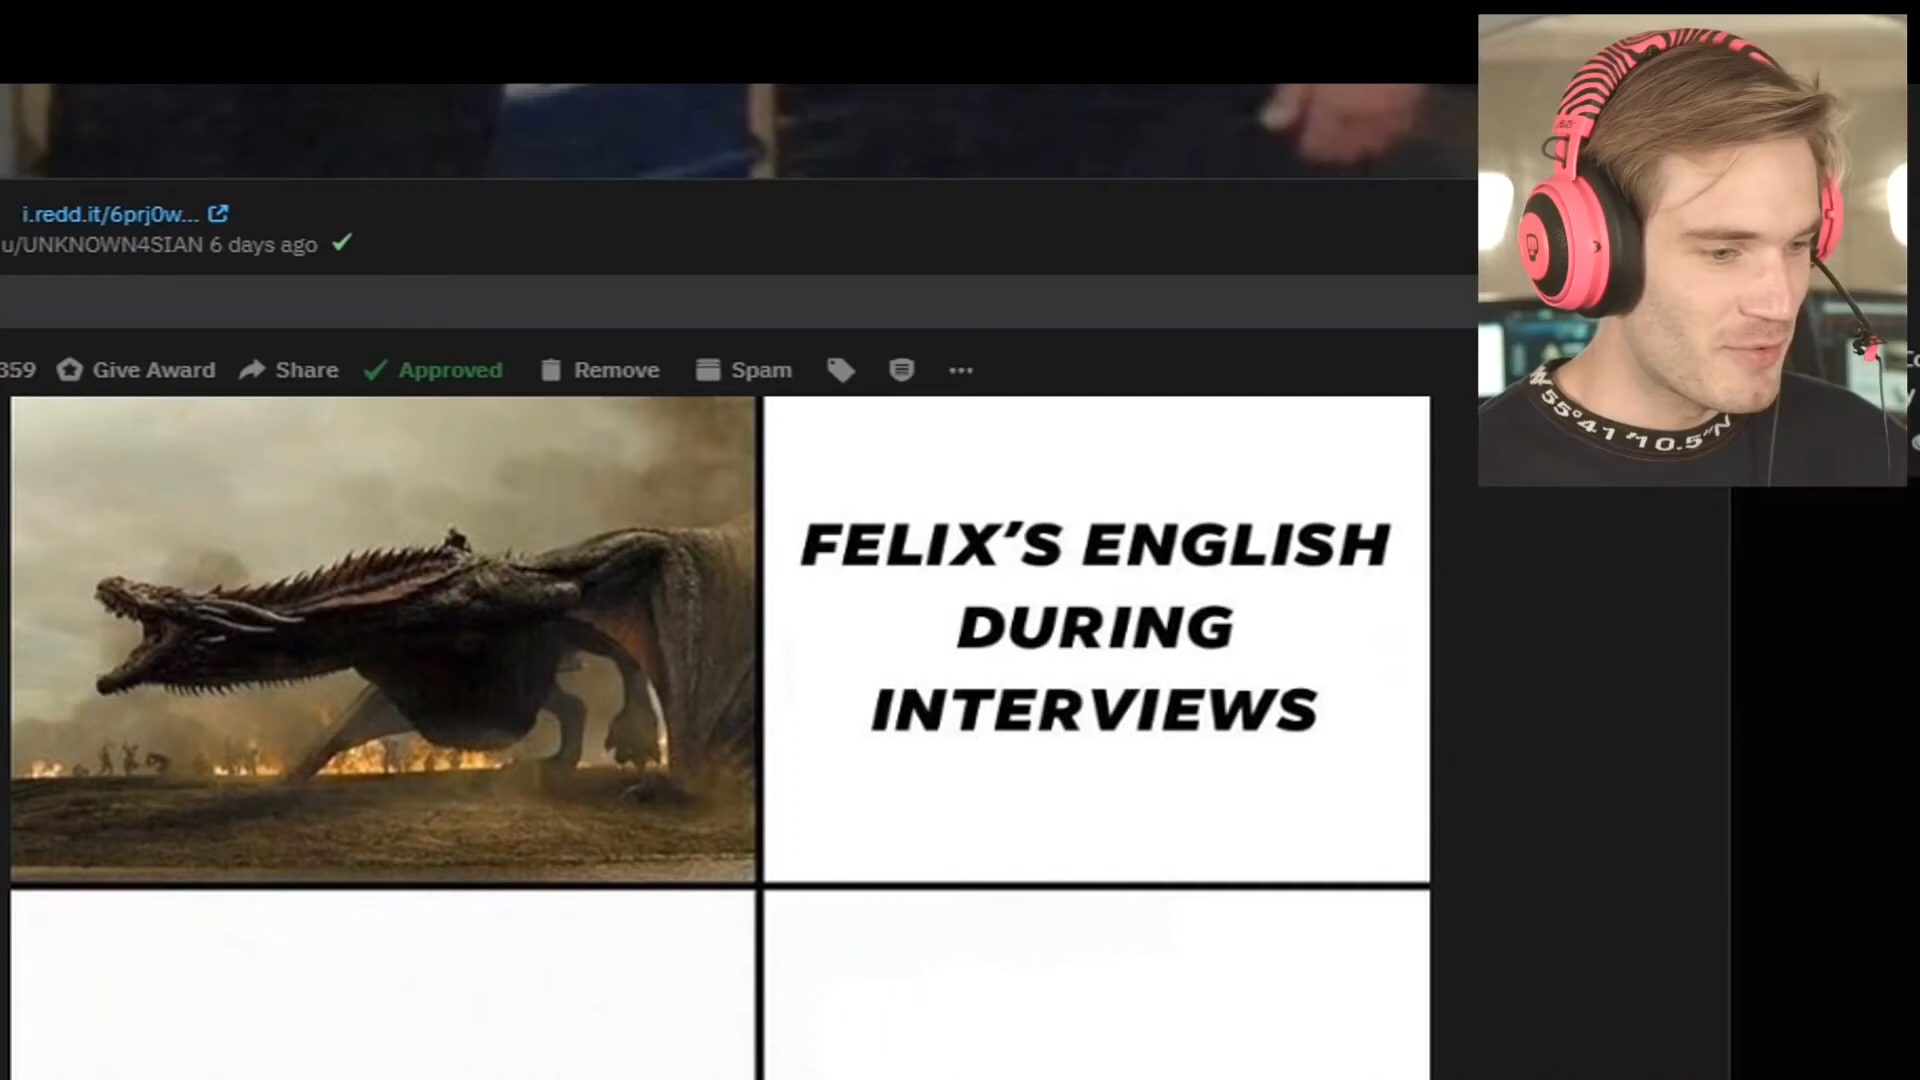 i.redd.it/6prj0w...
u/UNKNOWN4SIAN 6 days ago
359 Give Award Share Approved Remove Spam
FELIX'S ENGLISH
DURING
INTERVIEWS
55°41'10.5"N